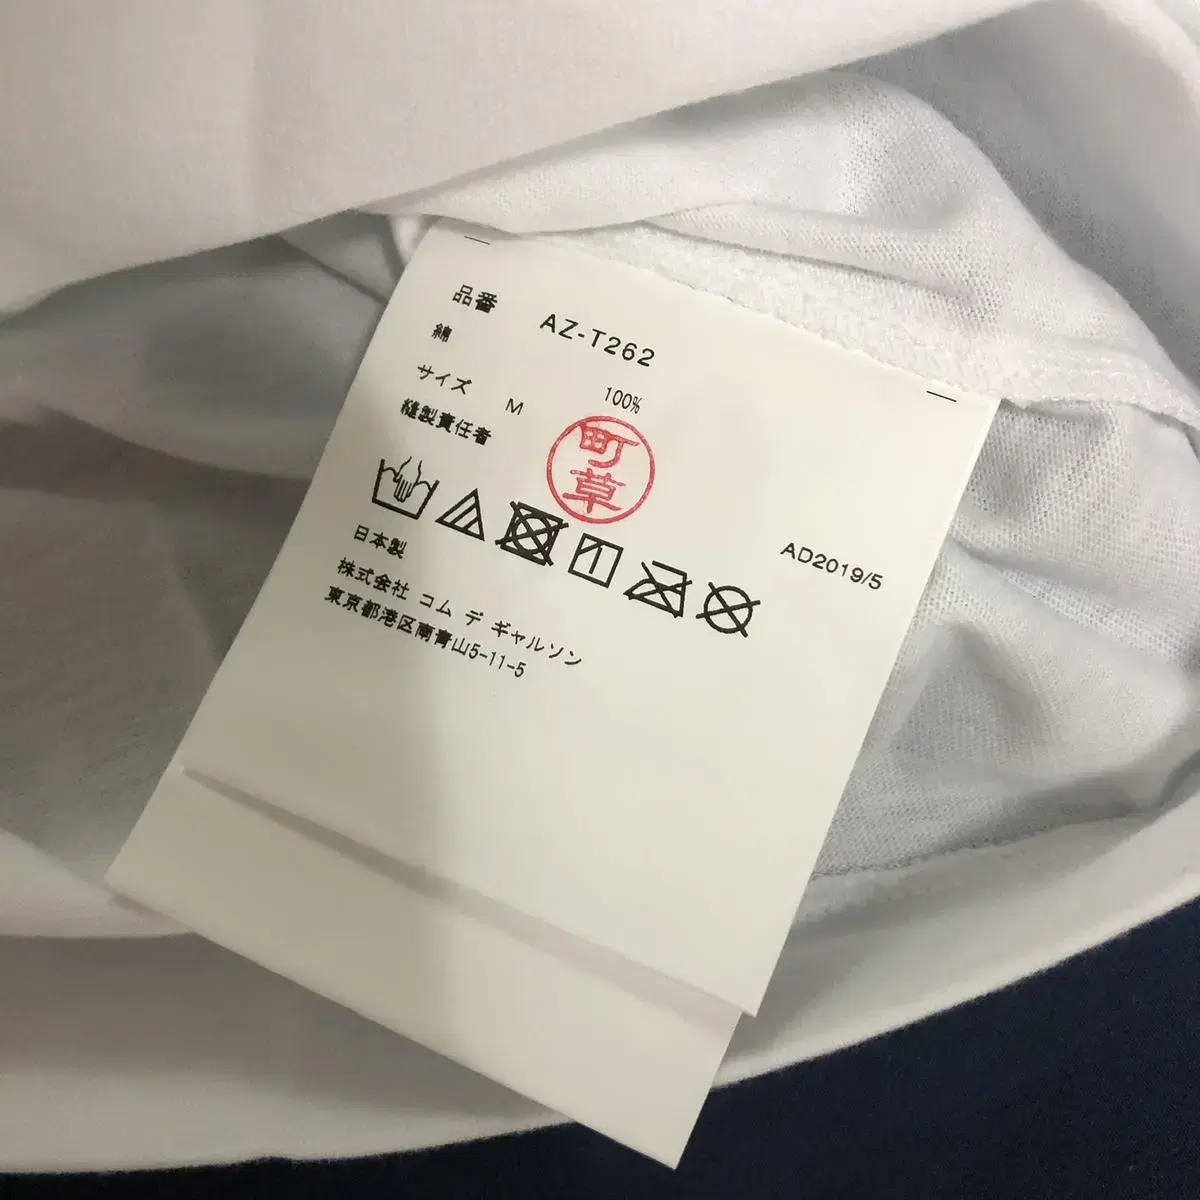 品番 AZ-T262
綿 100%
サイズ M
縫製責任者
町草
日本製
株式会社 コム デ ギャルソン
東京都港区南青山5-11-5
AD2019/5